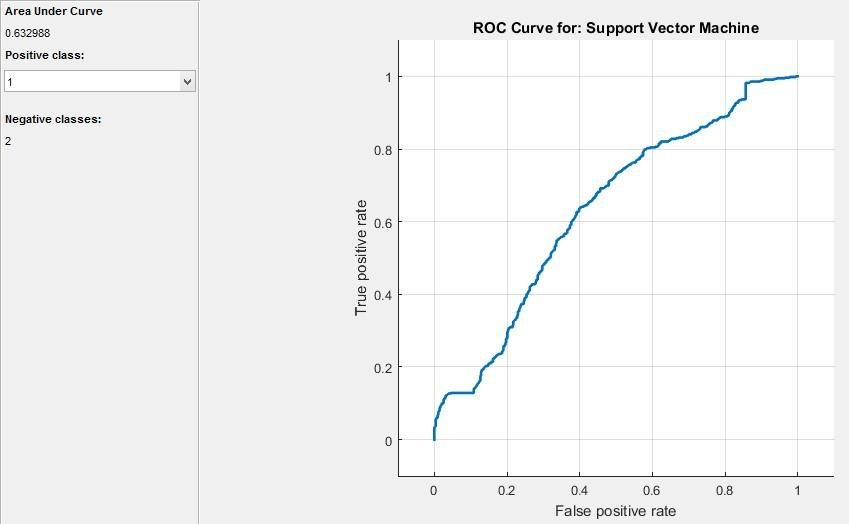 Area Under Curve
0.632988
Positive class:
1
Negative classes:
2
ROC Curve for: Support Vector Machine
1
0.8
0.6
0.4
0.2
0
True positive rate
0 0.2 0.4 0.6 0.8 1
False positive rate